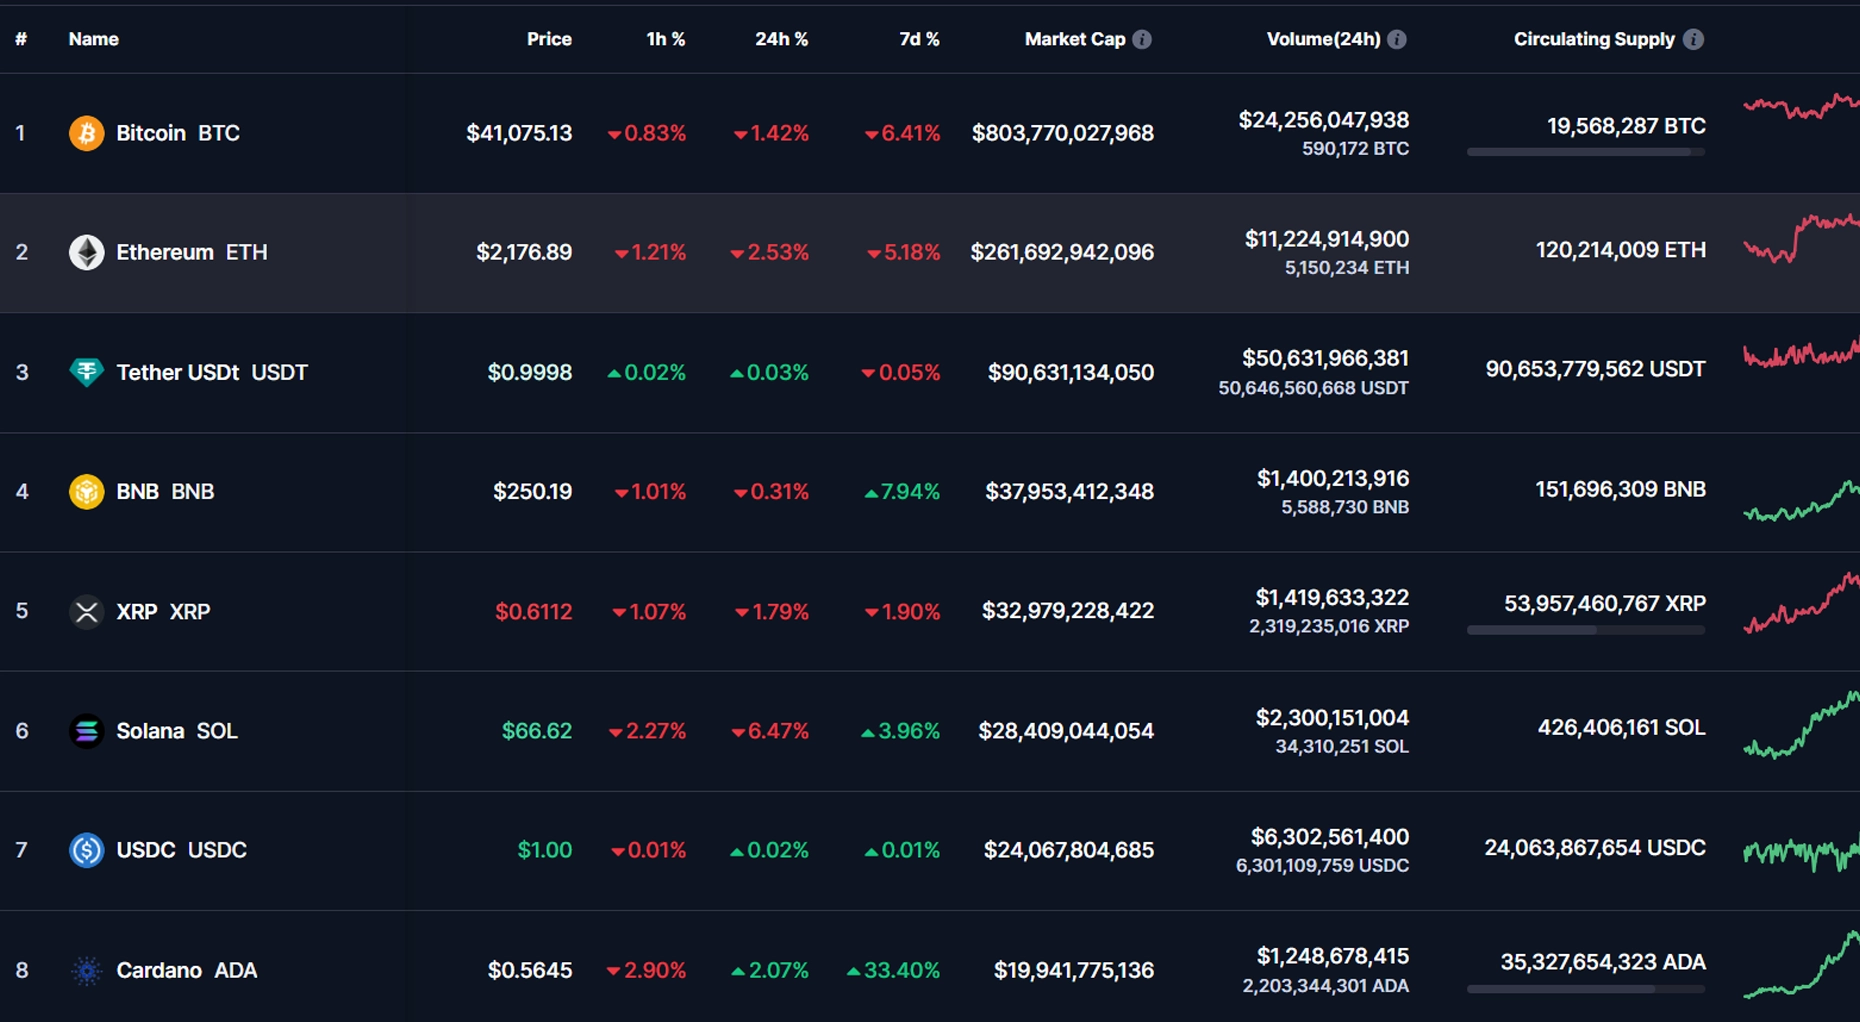 # Name Price 1h % 24h % 7d % Market Cap Volume(24h) Circulating Supply
1 Bitcoin BTC $41,075.13 0.83% 1.42% 6.41% $803,770,027,968 $24,256,047,938 19,568,287 BTC
590,172 BTC
2 Ethereum ETH $2,176.89 1.21% 2.53% 5.18% $261,692,942,096 $11,224,914,900 120,214,009 ETH
5,150,234 ETH
3 Tether USDt USDT $0.9998 0.02% 0.03% 0.05% $90,631,134,050 $50,631,966,381 90,653,779,562 USDT
50,646,560,668 USDT
4 BNB BNB $250.19 1.01% 0.31% 7.94% $37,953,412,348 $1,400,213,916 151,696,309 BNB
5,588,730 BNB
5 XRP XRP $0.6112 1.07% 1.79% 1.90% $32,979,228,422 $1,419,633,322 53,957,460,767 XRP
2,319,235,016 XRP
6 Solana SOL $66.62 2.27% 6.47% 3.96% $28,409,044,054 $2,300,151,004 426,406,161 SOL
34,310,251 SOL
7 USDC USDC $1.00 0.01% 0.02% 0.01% $24,067,804,685 $6,302,561,400 24,063,867,654 USDC
6,301,109,759 USDC
8 Cardano ADA $0.5645 2.90% 2.07% 33.40% $19,941,775,136 $1,248,678,415 35,327,654,323 ADA
2,203,344,301 ADA